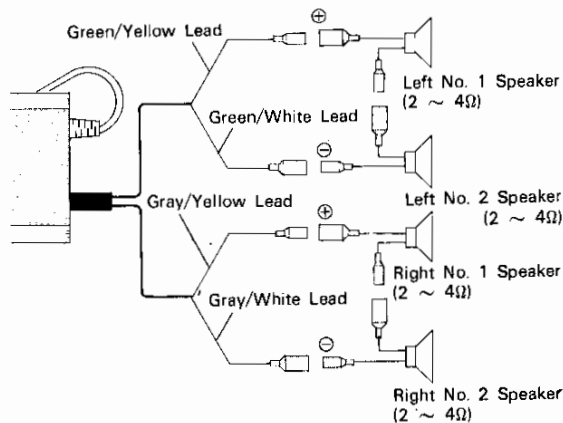 Green/Yellow Lead
⊕
Left No. 1 Speaker
(2 ~ 4Ω)
Green/White Lead
⊖
Left No. 2 Speaker
(2 ~ 4Ω)
Gray/Yellow Lead
⊕
Right No. 1 Speaker
(2 ~ 4Ω)
Gray/White Lead
⊖
Right No. 2 Speaker
(2 ~ 4Ω)